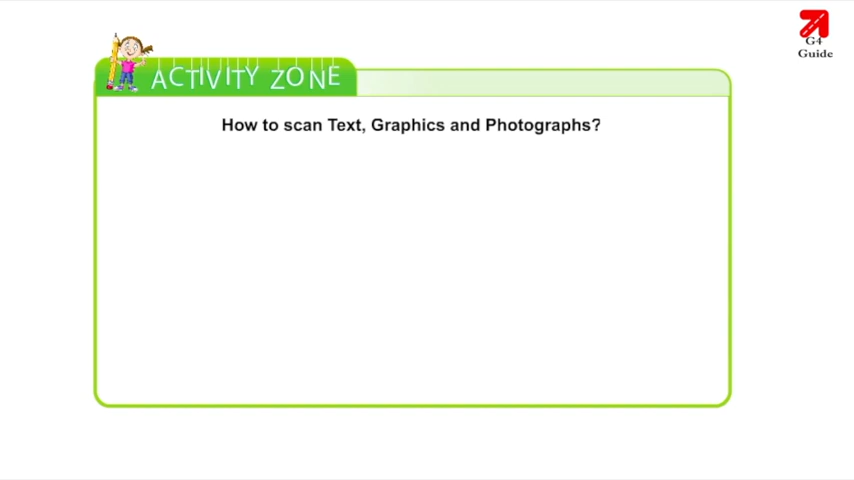 G4
Guide
ACTIVITY ZONE
How to scan Text, Graphics and Photographs?